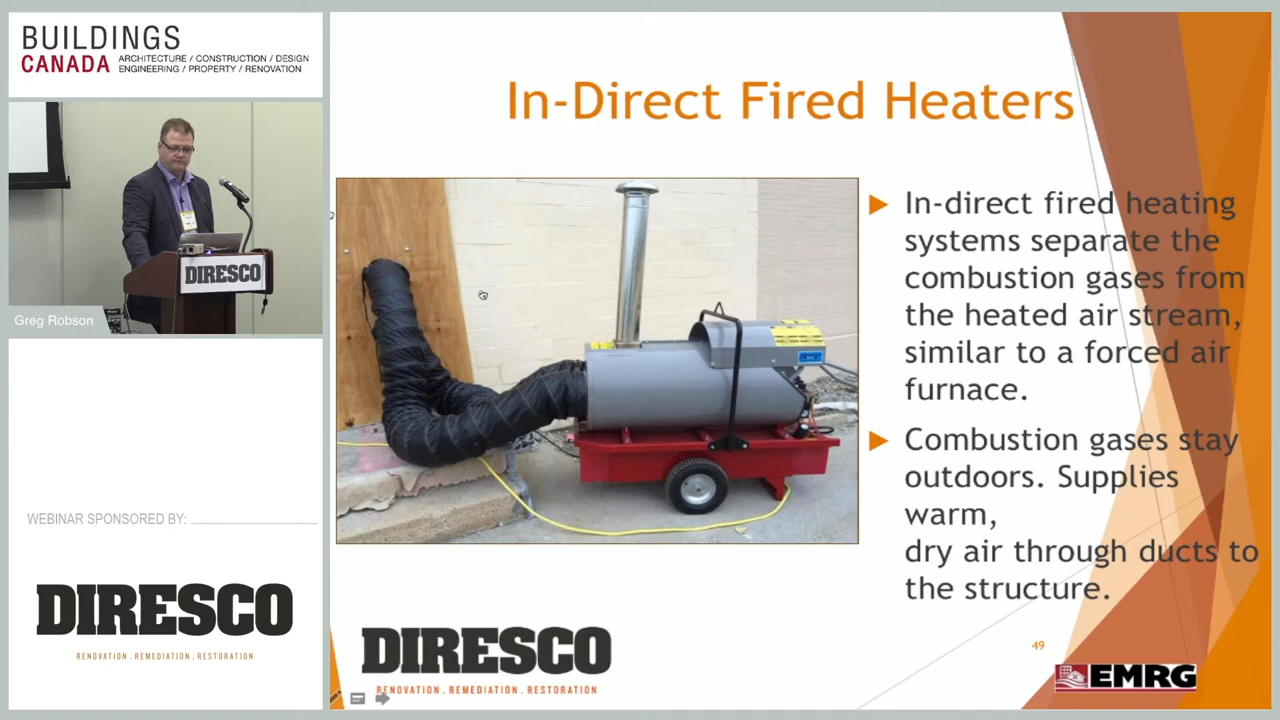 BUILDINGS
CANADA
ARCHITECTURE / CONSTRUCTION / DESIGN
ENGINEERING / PROPERTY / RENOVATION
DIRESCO
Greg Robson
WEBINAR SPONSORED BY:
DIRESCO
RENOVATION . REMEDIATION . RESTORATION
In-Direct Fired Heaters
In-direct fired heating
systems separate the
combustion gases from
the heated air stream,
similar to a forced air
furnace.
Combustion gases stay
outdoors. Supplies
warm,
dry air through ducts to
the structure.
49
DIRESCO
RENOVATION . REMEDIATION . RESTORATION
EMRG